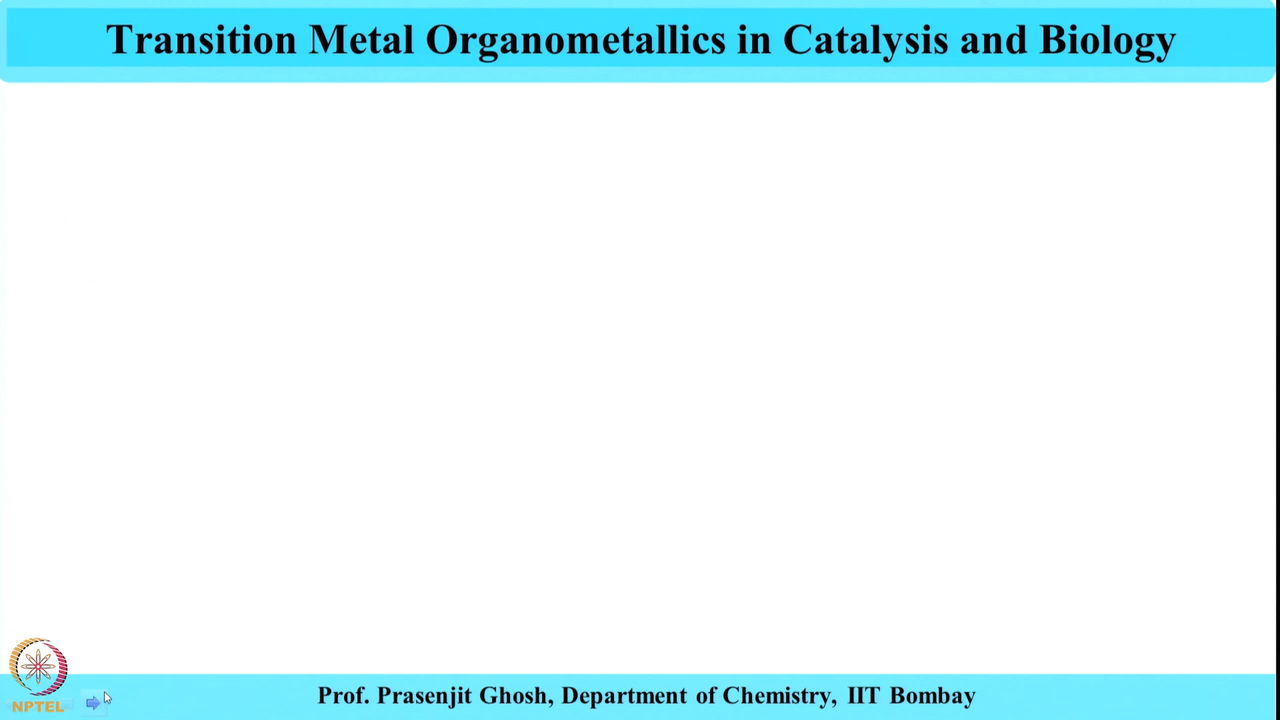 Transition Metal Organometallics in Catalysis and Biology
Prof. Prasenjit Ghosh, Department of Chemistry, IIT Bombay
NPTEL